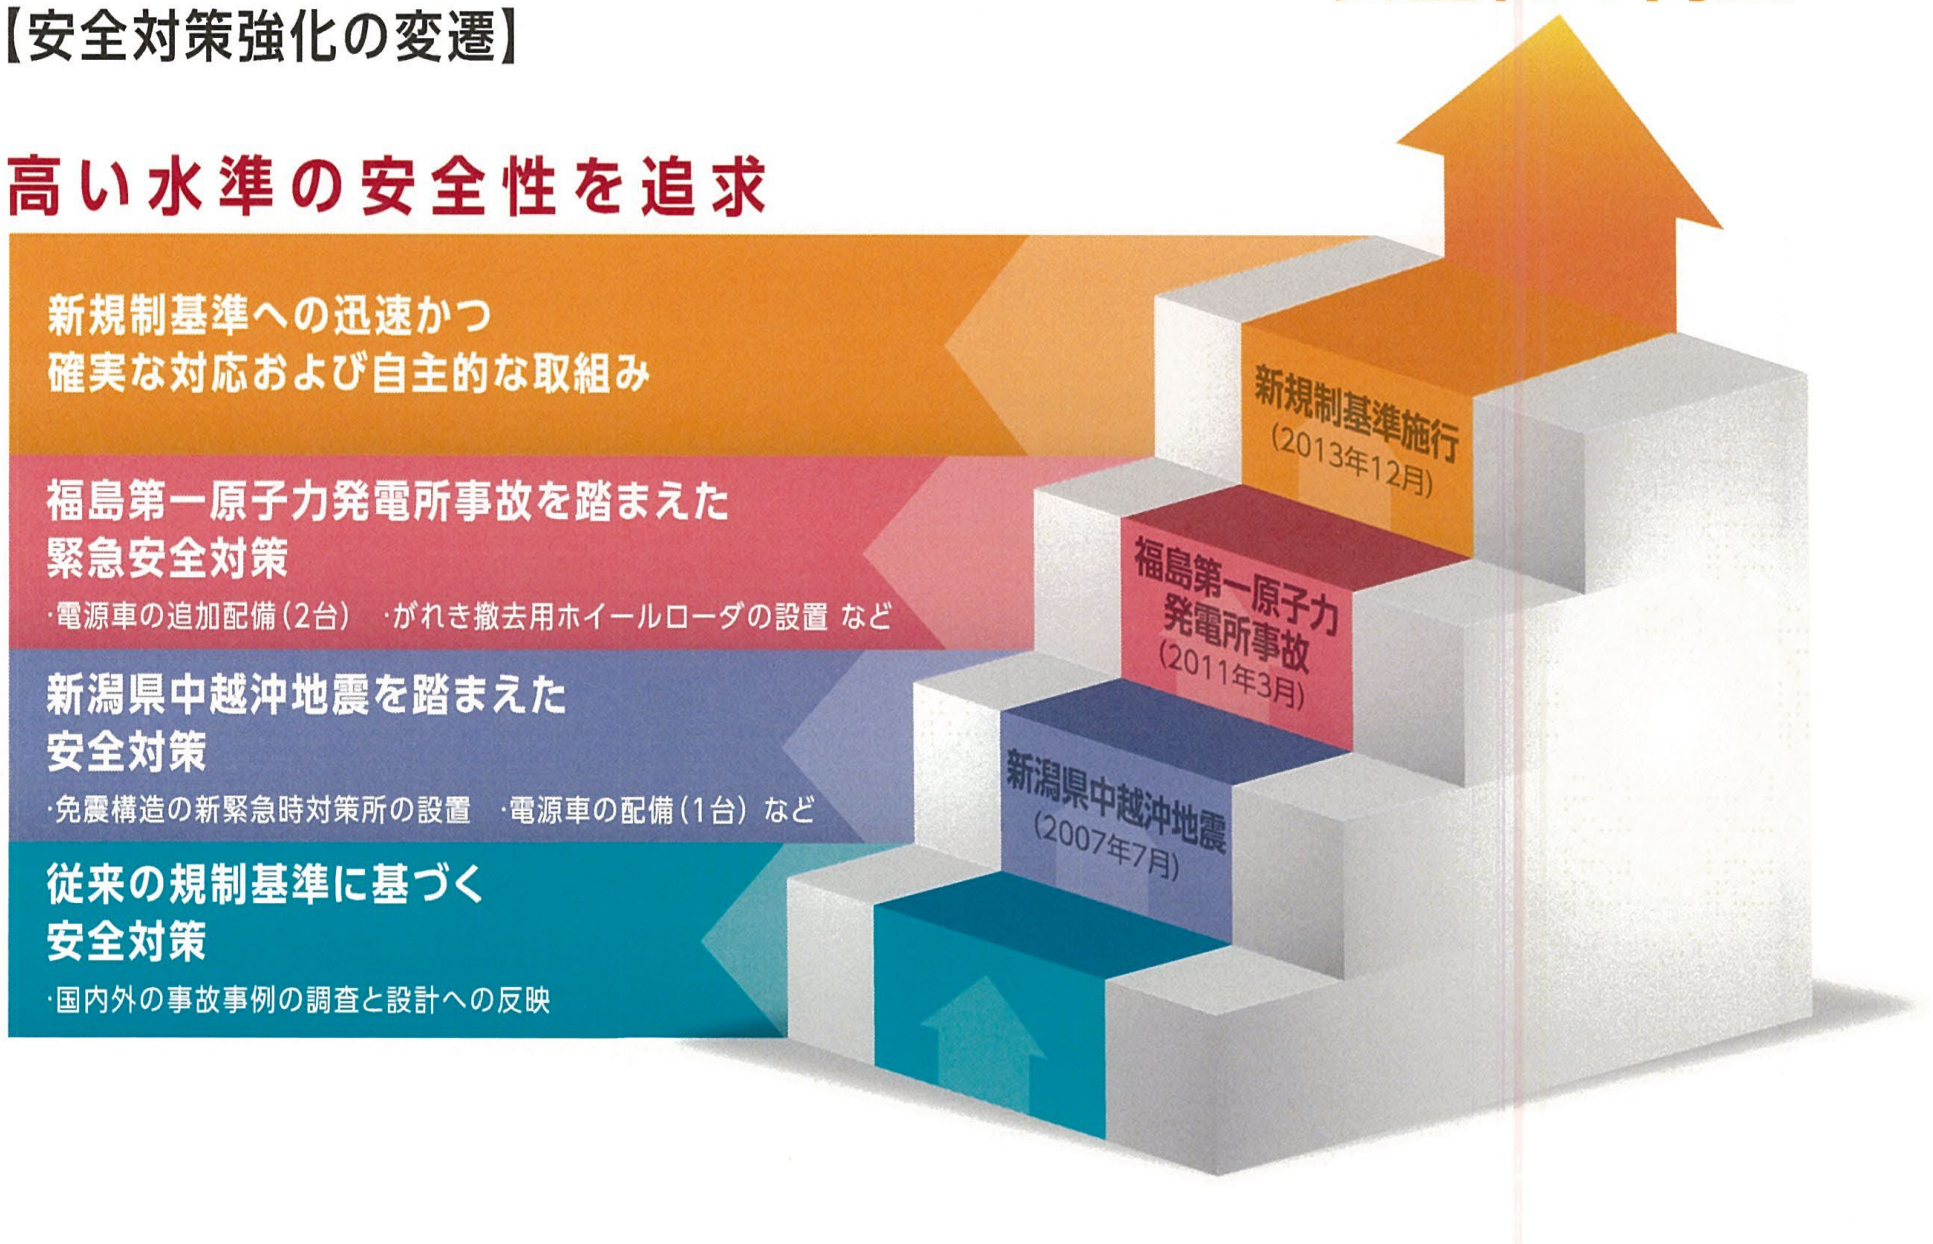 【安全対策強化の変遷】
高い水準の安全性を追求
新規制基準への迅速かつ
確実な対応および自主的な取組み
新規制基準施行
(2013年12月)
福島第一原子力発電所事故を踏まえた
緊急安全対策
·電源車の追加配備(2台) ·がれき撤去用ホイールローダの設置 など
福島第一原子力
発電所事故
(2011年3月)
新潟県中越沖地震を踏まえた
安全対策
·免震構造の新緊急時対策所の設置 ·電源車の配備(1台) など
新潟県中越沖地震
(2007年7月)
従来の規制基準に基づく
安全対策
·国内外の事故事例の調査と設計への反映